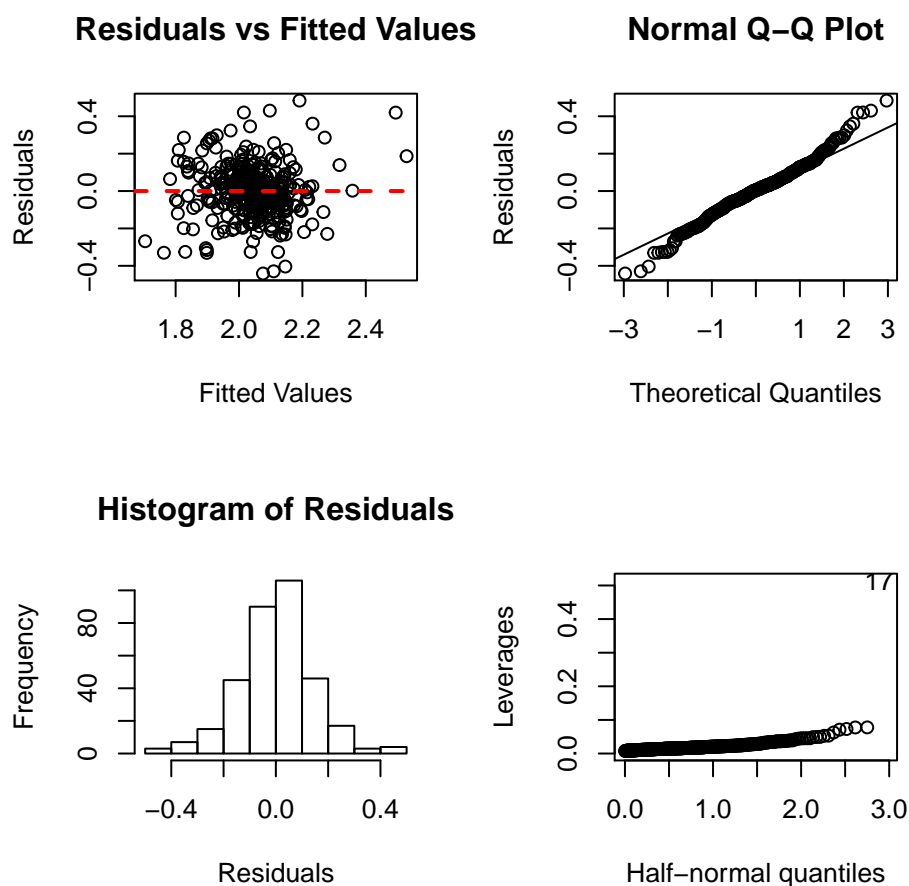 Residuals vs Fitted Values
Residuals
0.4
0.0
−0.4
1.8
2.0
2.2
2.4
Fitted Values
Normal Q−Q Plot
Residuals
0.4
0.0
−0.4
−3
−1
1
2
3
Theoretical Quantiles
Histogram of Residuals
Frequency
80
40
0
−0.4
0.0
0.4
Residuals
Leverages
0.4
0.2
0.0
17
0.0
1.0
2.0
3.0
Half−normal quantiles